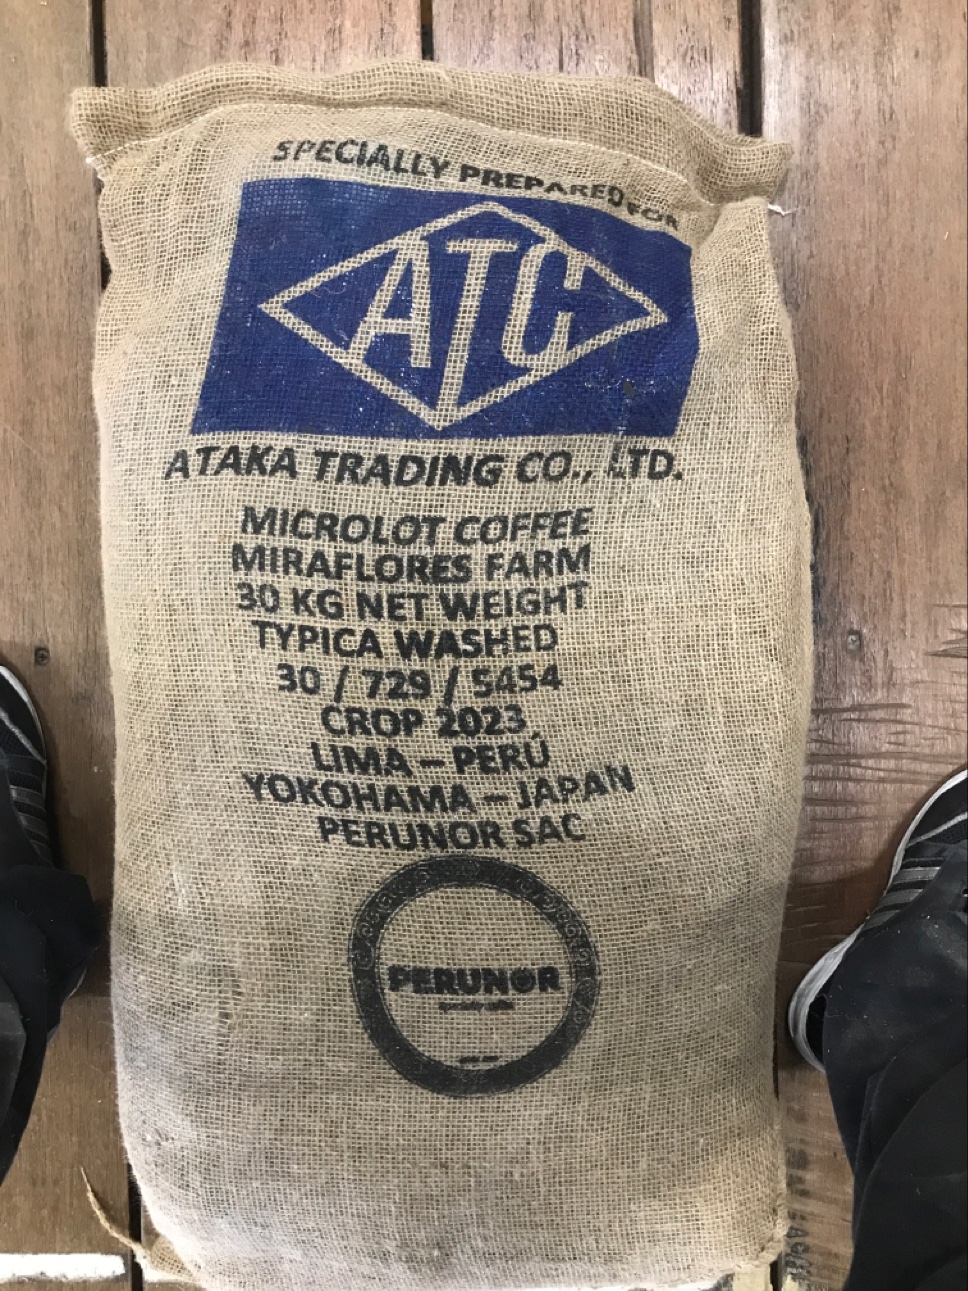 SPECIALLY PREPARED FOR
ATC
ATAKA TRADING CO., LTD.
MICROLOT COFFEE
MIRAFLORES FARM
30 KG NET WEIGHT
TYPICA WASHED
30 / 729 / 5454
CROP 2023
LIMA – PERÚ
YOKOHAMA – JAPAN
PERUNOR SAC
PERUNOR